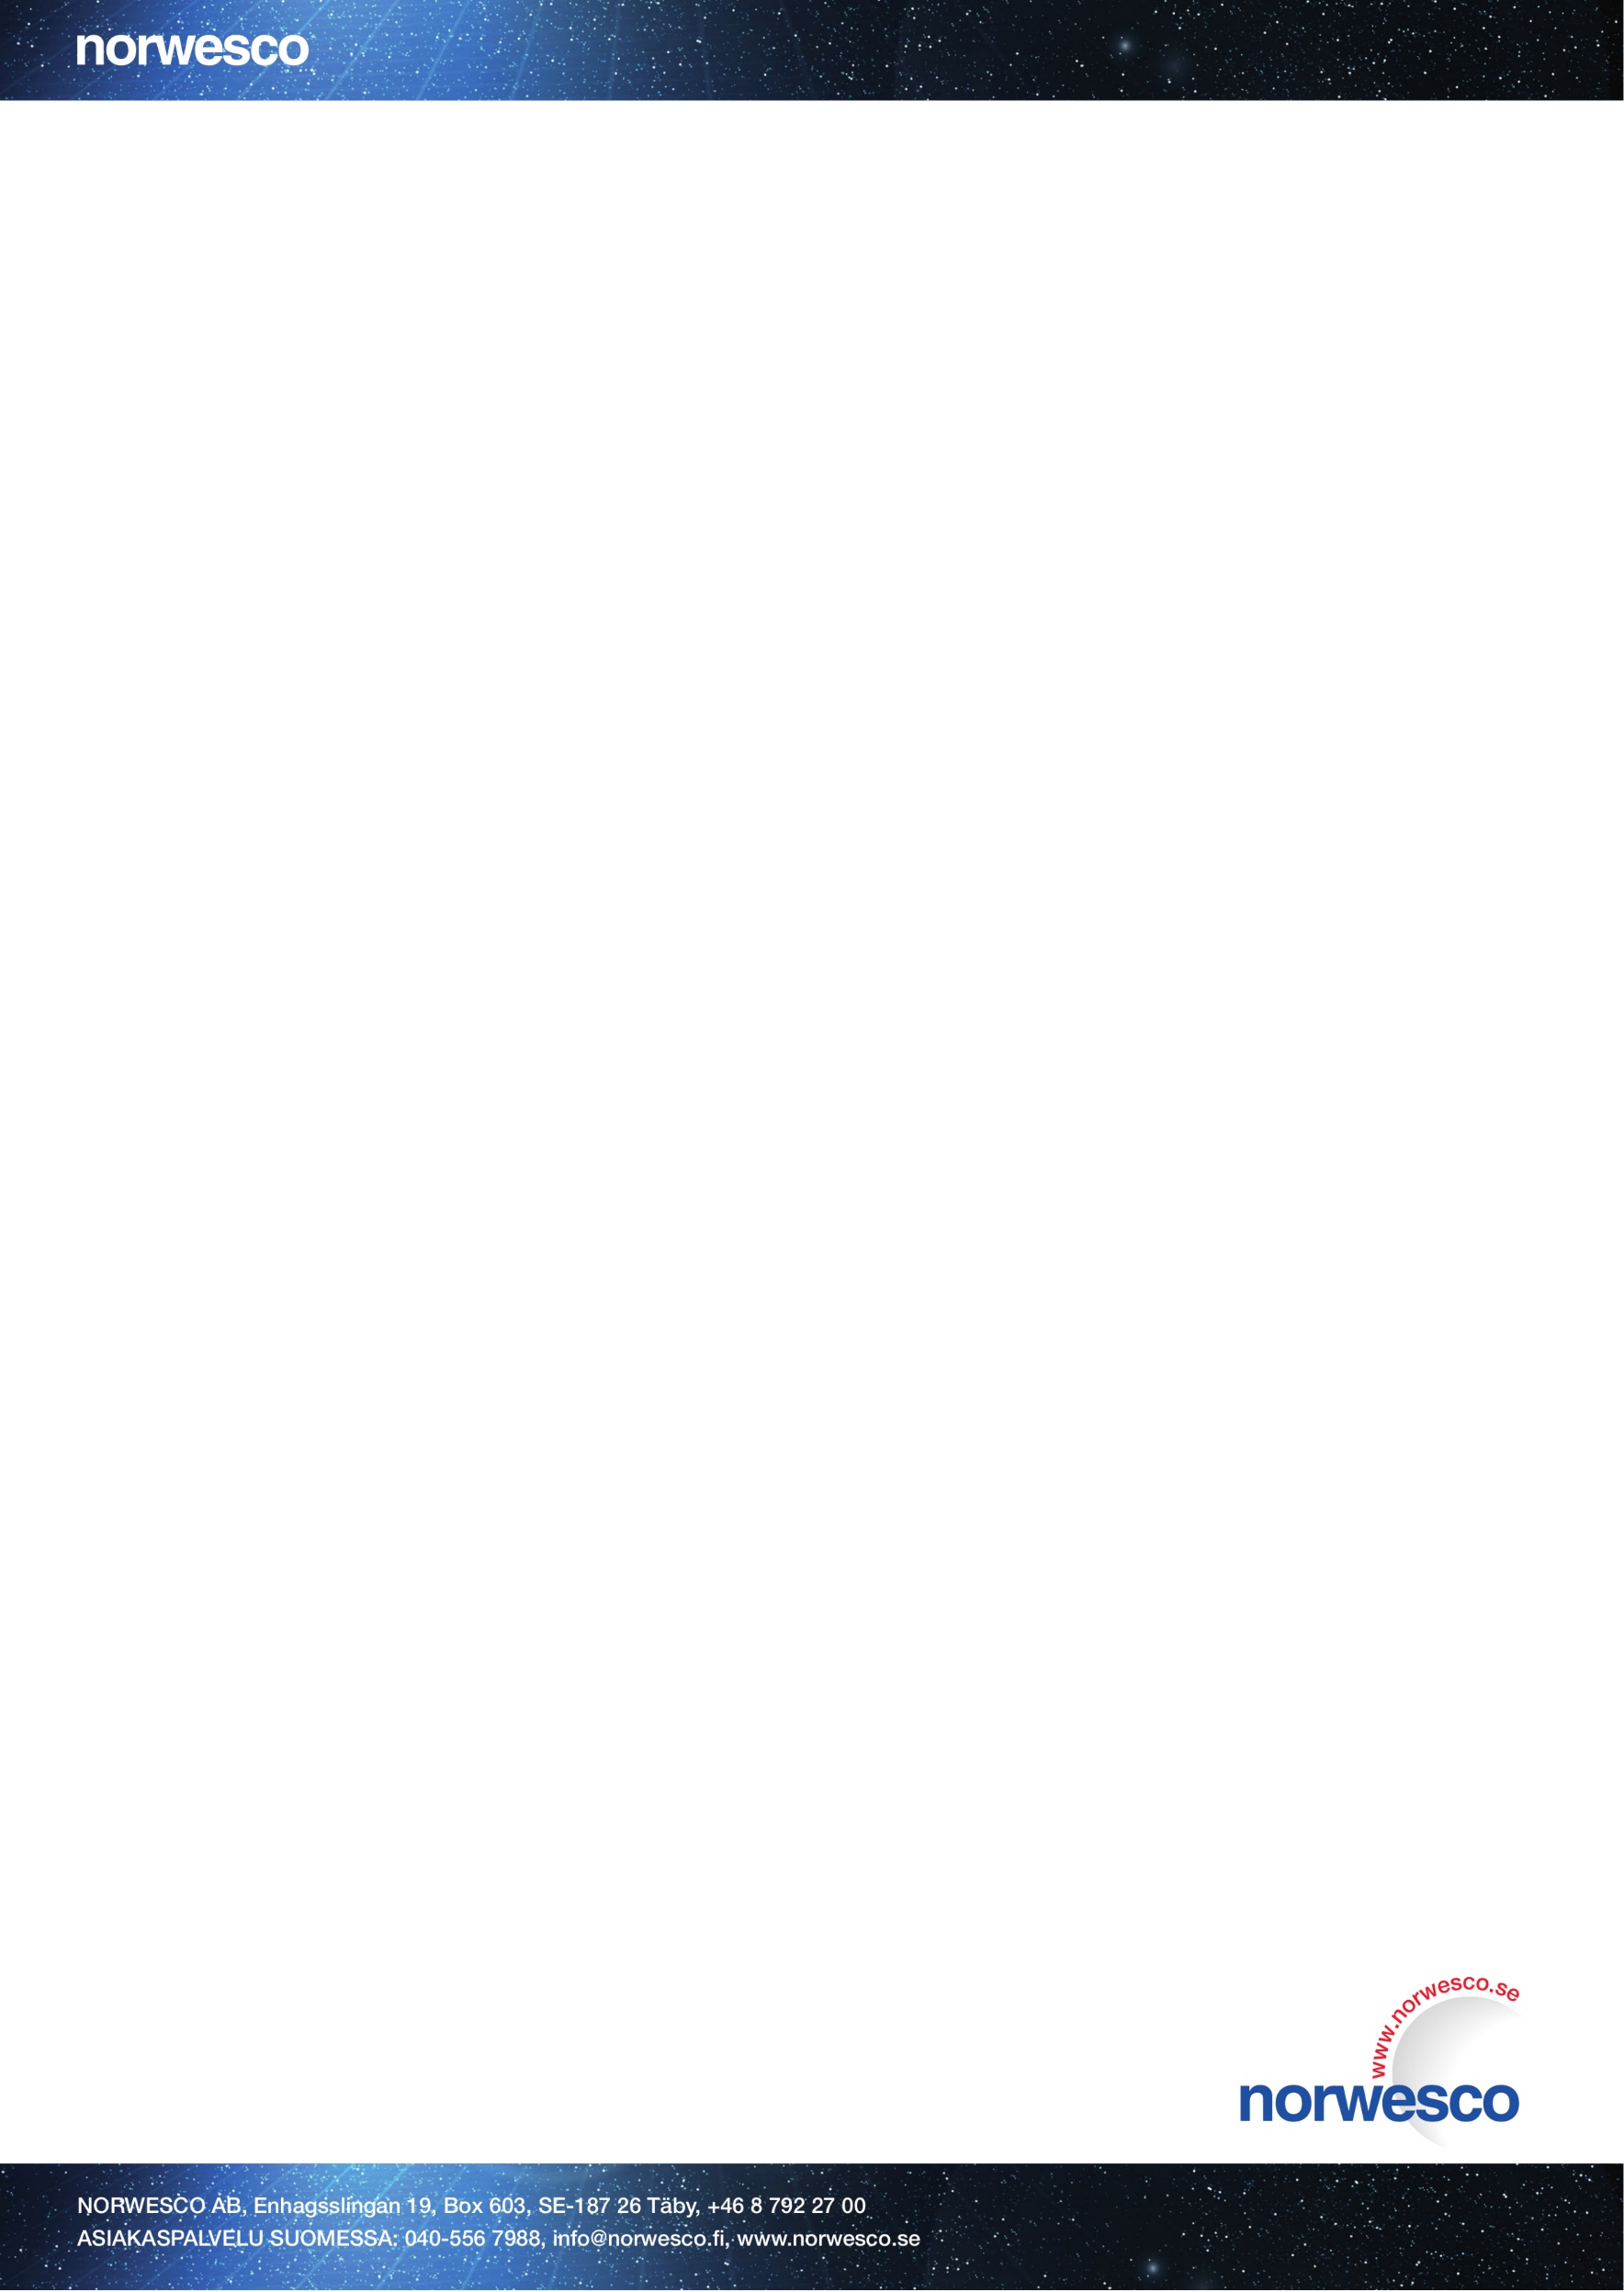 norwesco
www.norwesco.se
norwesco
NORWESCO AB, Enhagsslingan 19, Box 603, SE-187 26 Täby, +46 8 792 27 00
ASIAKASPALVELU SUOMESSA: 040-556 7988, info@norwesco.fi, www.norwesco.se